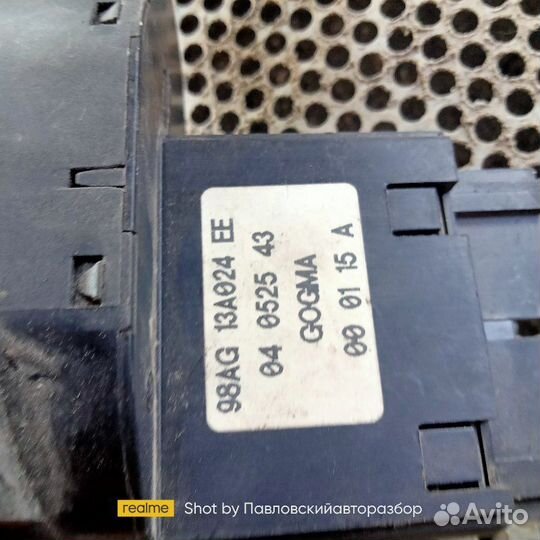 98AG 13A024 EE
04 0525 43
GOGMA
00 01 15 A
realme
Shot by Павловскийавторазбор
Avito